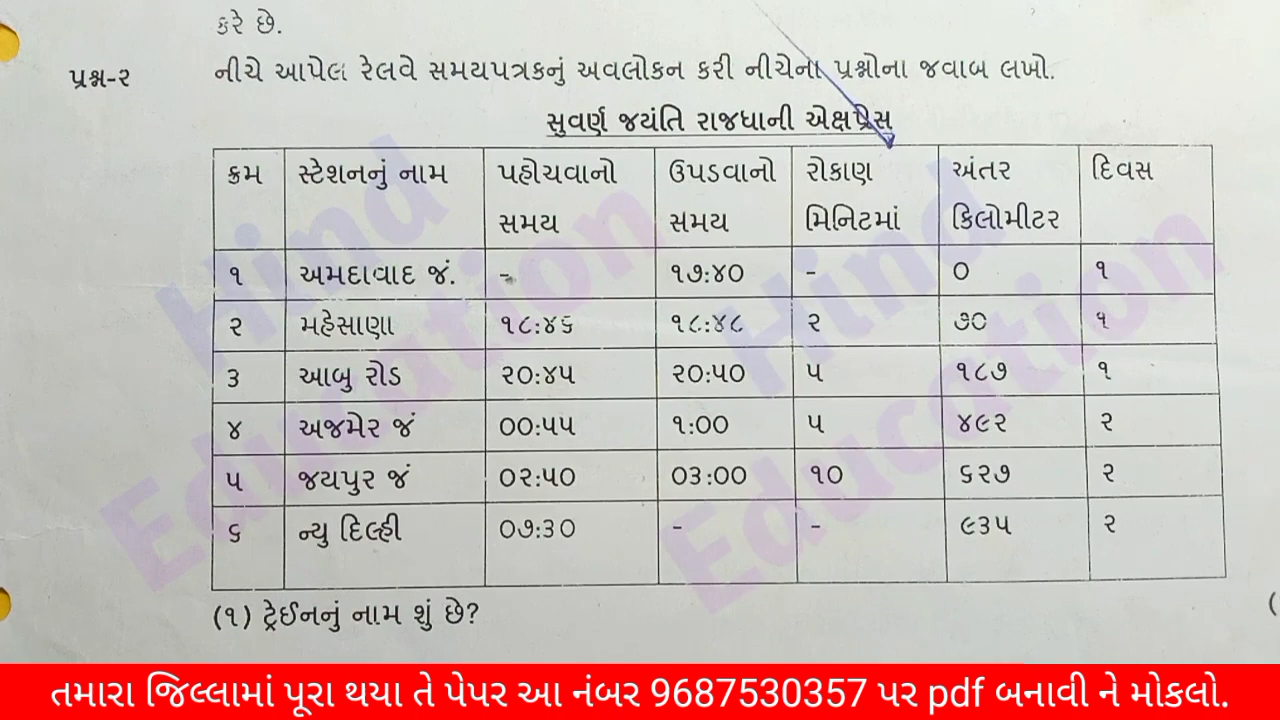 કરે છે.
પ્રશ્ન-૨ નીચે આપેલ રેલવે સમયપત્રકનું અવલોકન કરી નીચેના પ્રશ્નોના જવાબ લખો.
સુવર્ણ જયંતિ રાજધાની એક્ષપ્રેસ
ક્રમ સ્ટેશનનું નામ પહોચવાનો સમય ઉપડવાનો સમય રોકાણ મિનિટમાં અંતર કિલોમીટર દિવસ
૧ અમદાવાદ જં. - ૧૭:૪૦ - ૦ ૧
૨ મહેસાણા ૧૮:૪૬ ૧૮:૪૮ ૨ ૭૦ ૧
૩ આબુ રોડ ૨૦:૪૫ ૨૦:૫૦ ૫ ૧૮૭ ૧
૪ અજમેર જં ૦૦:૫૫ ૧:૦૦ ૫ ૪૯૨ ૨
૫ જયપુર જં ૦૨:૫૦ ૦૩:૦૦ ૧૦ ૬૨૭ ૨
૬ ન્યુ દિલ્હી ૦૭:૩૦ - - ૯૩૫ ૨
(૧) ટ્રેઈનનું નામ શું છે? (
Hind Education
Hind Education
તમારા જિલ્લામાં પૂરા થયા તે પેપર આ નંબર 9687530357 પર pdf બનાવી ને મોકલો.